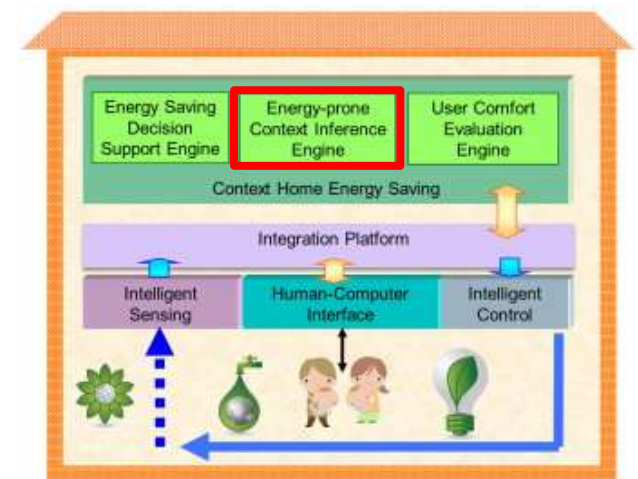 Energy Saving
Decision
Support Engine
Energy-prone
Context Inference
Engine
User Comfort
Evaluation
Engine
Context Home Energy Saving
Integration Platform
Intelligent
Sensing
Human-Computer
Interface
Intelligent
Control